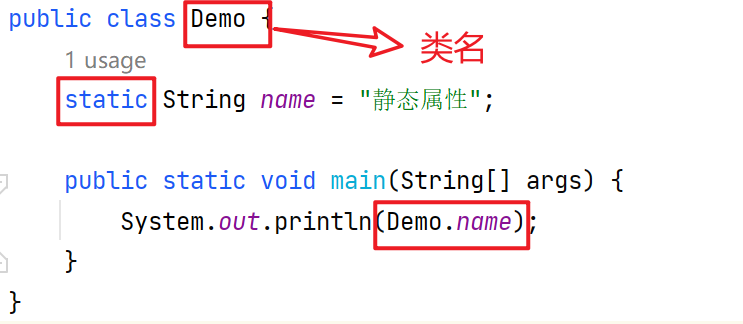 public class Demo {
类名
1 usage
static String name = "静态属性";
public static void main(String[] args) {
System.out.println(Demo.name);
}
}